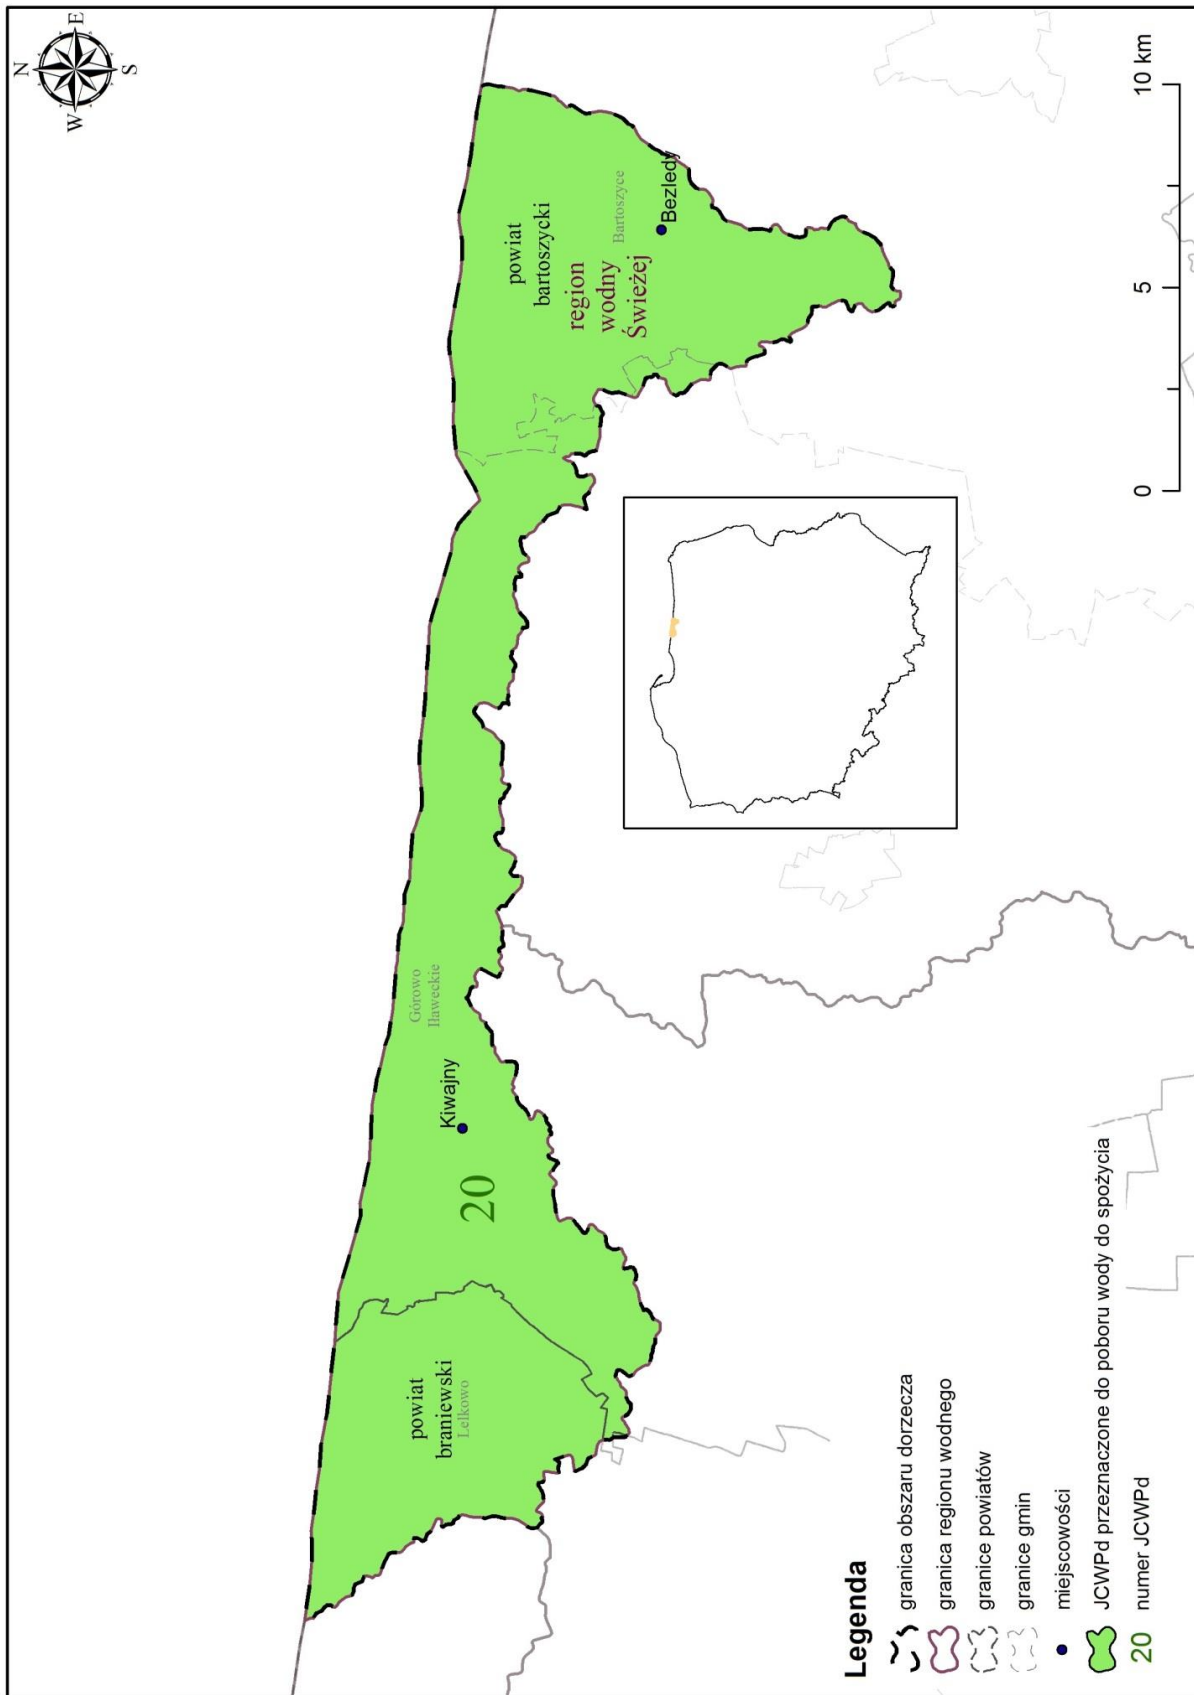 N
W
E
S
powiat
bartoszycki
region
wodny
Świeżej
Bartoszyce
Bezledy
Górowo
Iławeckie
Kiwajny
20
powiat
braniewski
Lelkowo
Legenda
granica obszaru dorzecza
granica regionu wodnego
granice powiatów
granice gmin
miejscowości
JCWPd przeznaczone do poboru wody do spożycia
20 numer JCWPd
0 5 10 km